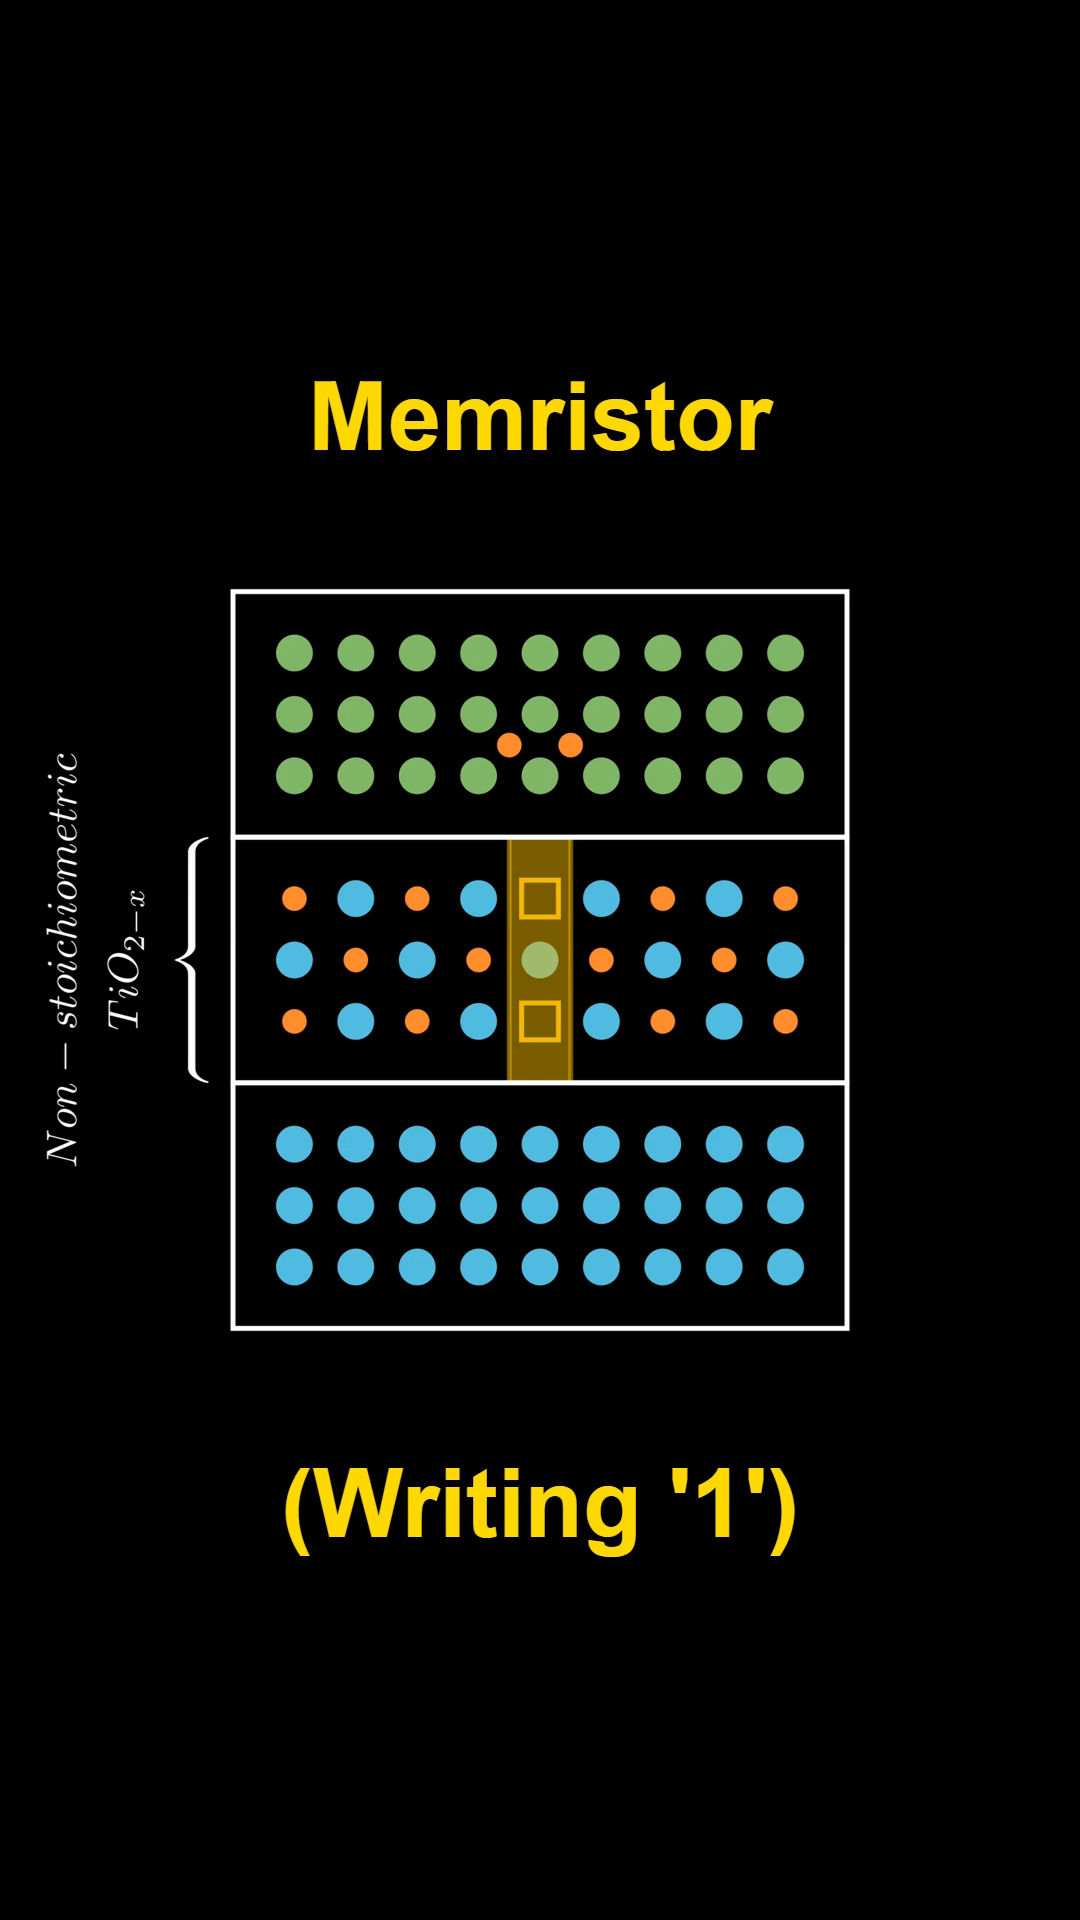 Memristor
Non − stoichiometric
TiO₂₋ₓ
(Writing '1')